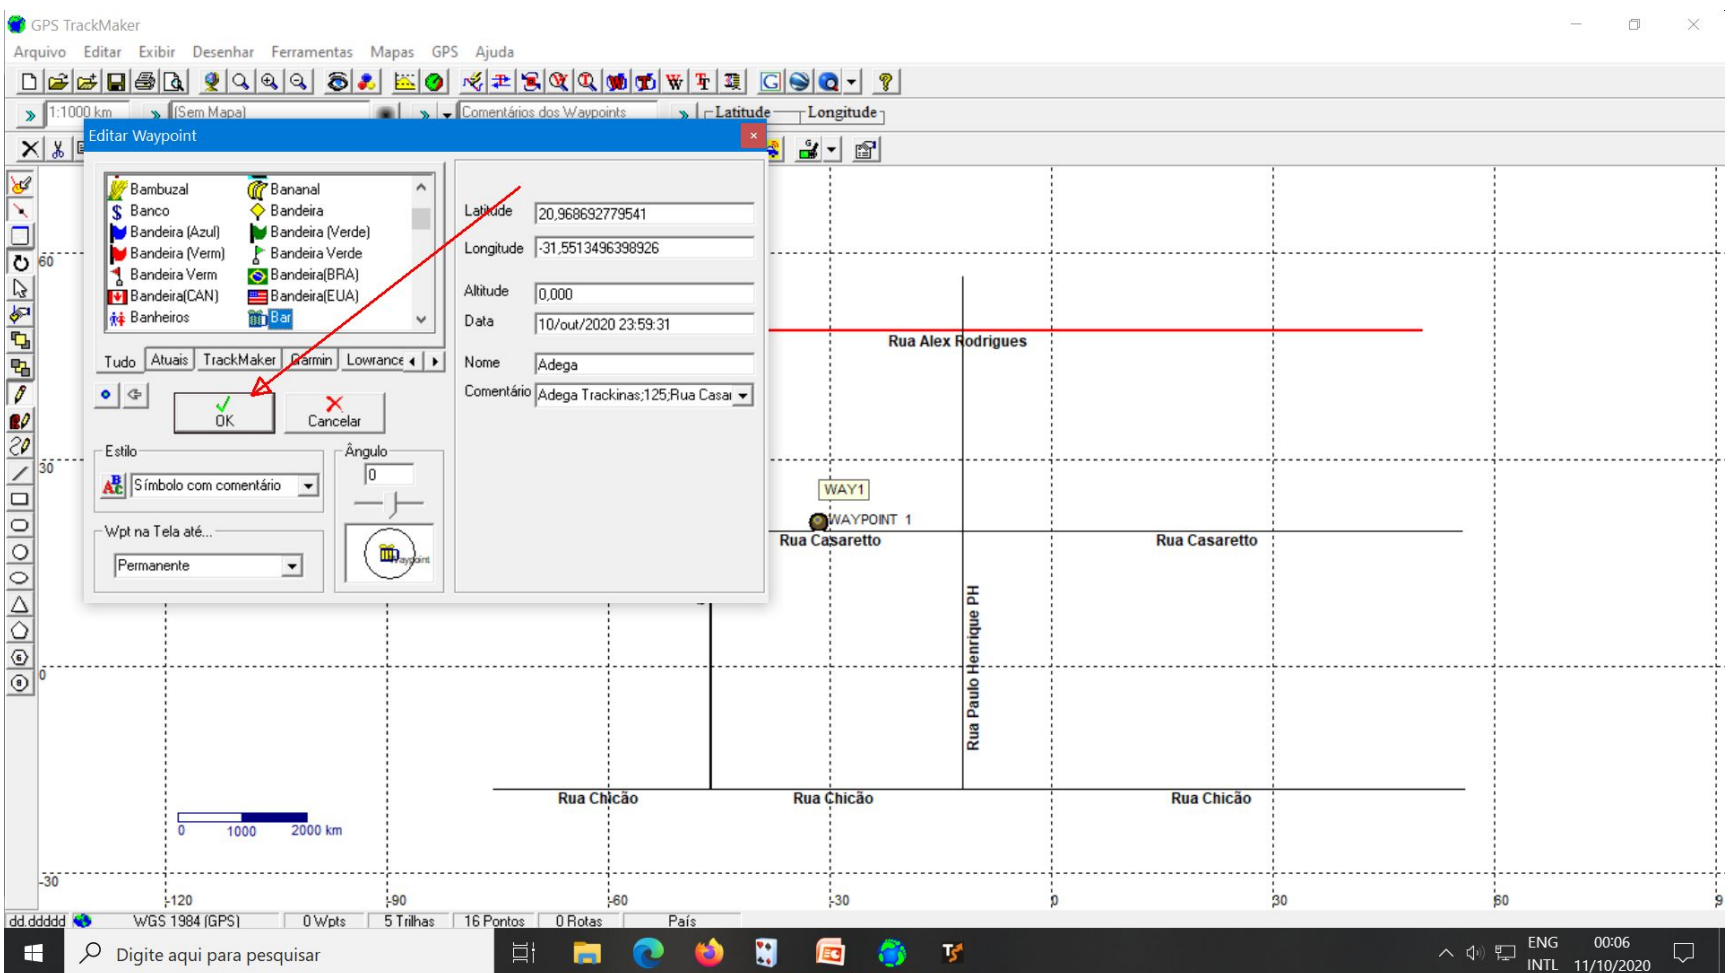 GPS TrackMaker
Arquivo Editar Exibir Desenhar Ferramentas Mapas GPS Ajuda
1:1000 km (Sem Mapa) Comentários dos Waypoints Latitude Longitude
Editar Waypoint
Bambuzal Bananal
Banco Bandeira
Bandeira (Azul) Bandeira (Verde)
Bandeira (Verm) Bandeira Verde
Bandeira Verm Bandeira(BRA)
Bandeira(CAN) Bandeira(EUA)
Banheiros Bar
Tudo Atuais TrackMaker Garmin Lowrance
OK Cancelar
Estilo
Símbolo com comentário
Ângulo
0
Wpt na Tela até...
Permanente
Waypoint
Latitude 20,968692779541
Longitude -31,5513496398926
Altitude 0,000
Data 10/out/2020 23:59:31
Nome Adega
Comentário Adega Trackinas;125;Rua Casar
60
30
0
-30
Rua Alex Rodrigues
WAY1
WAYPOINT 1
Rua Casaretto Rua Casaretto
Rua Paulo Henrique PH
Rua Chicão Rua Chicão Rua Chicão
0 1000 2000 km
-120 -90 -60 -30 0 30 60 9
dd.ddddd WGS 1984 (GPS) 0 Wpts 5 Trilhas 16 Pontos 0 Rotas País
Digite aqui para pesquisar
ENG
INTL
00:06
11/10/2020